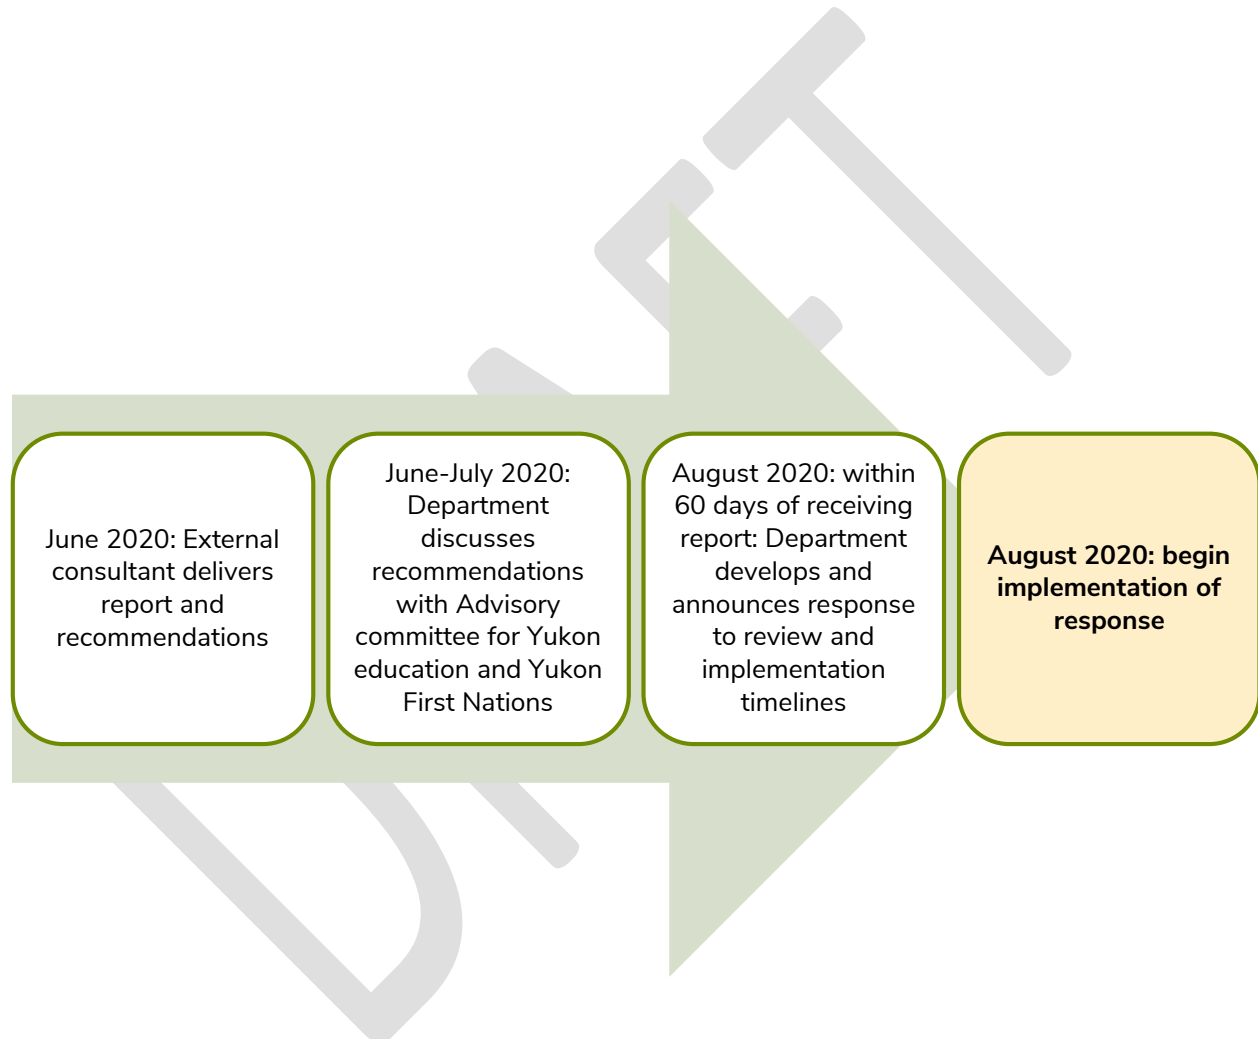 June 2020: External
consultant delivers
report and
recommendations
June-July 2020:
Department
discusses
recommendations
with Advisory
committee for Yukon
education and Yukon
First Nations
August 2020: within
60 days of receiving
report: Department
develops and
announces response
to review and
implementation
timelines
August 2020: begin
implementation of
response
DRAFT